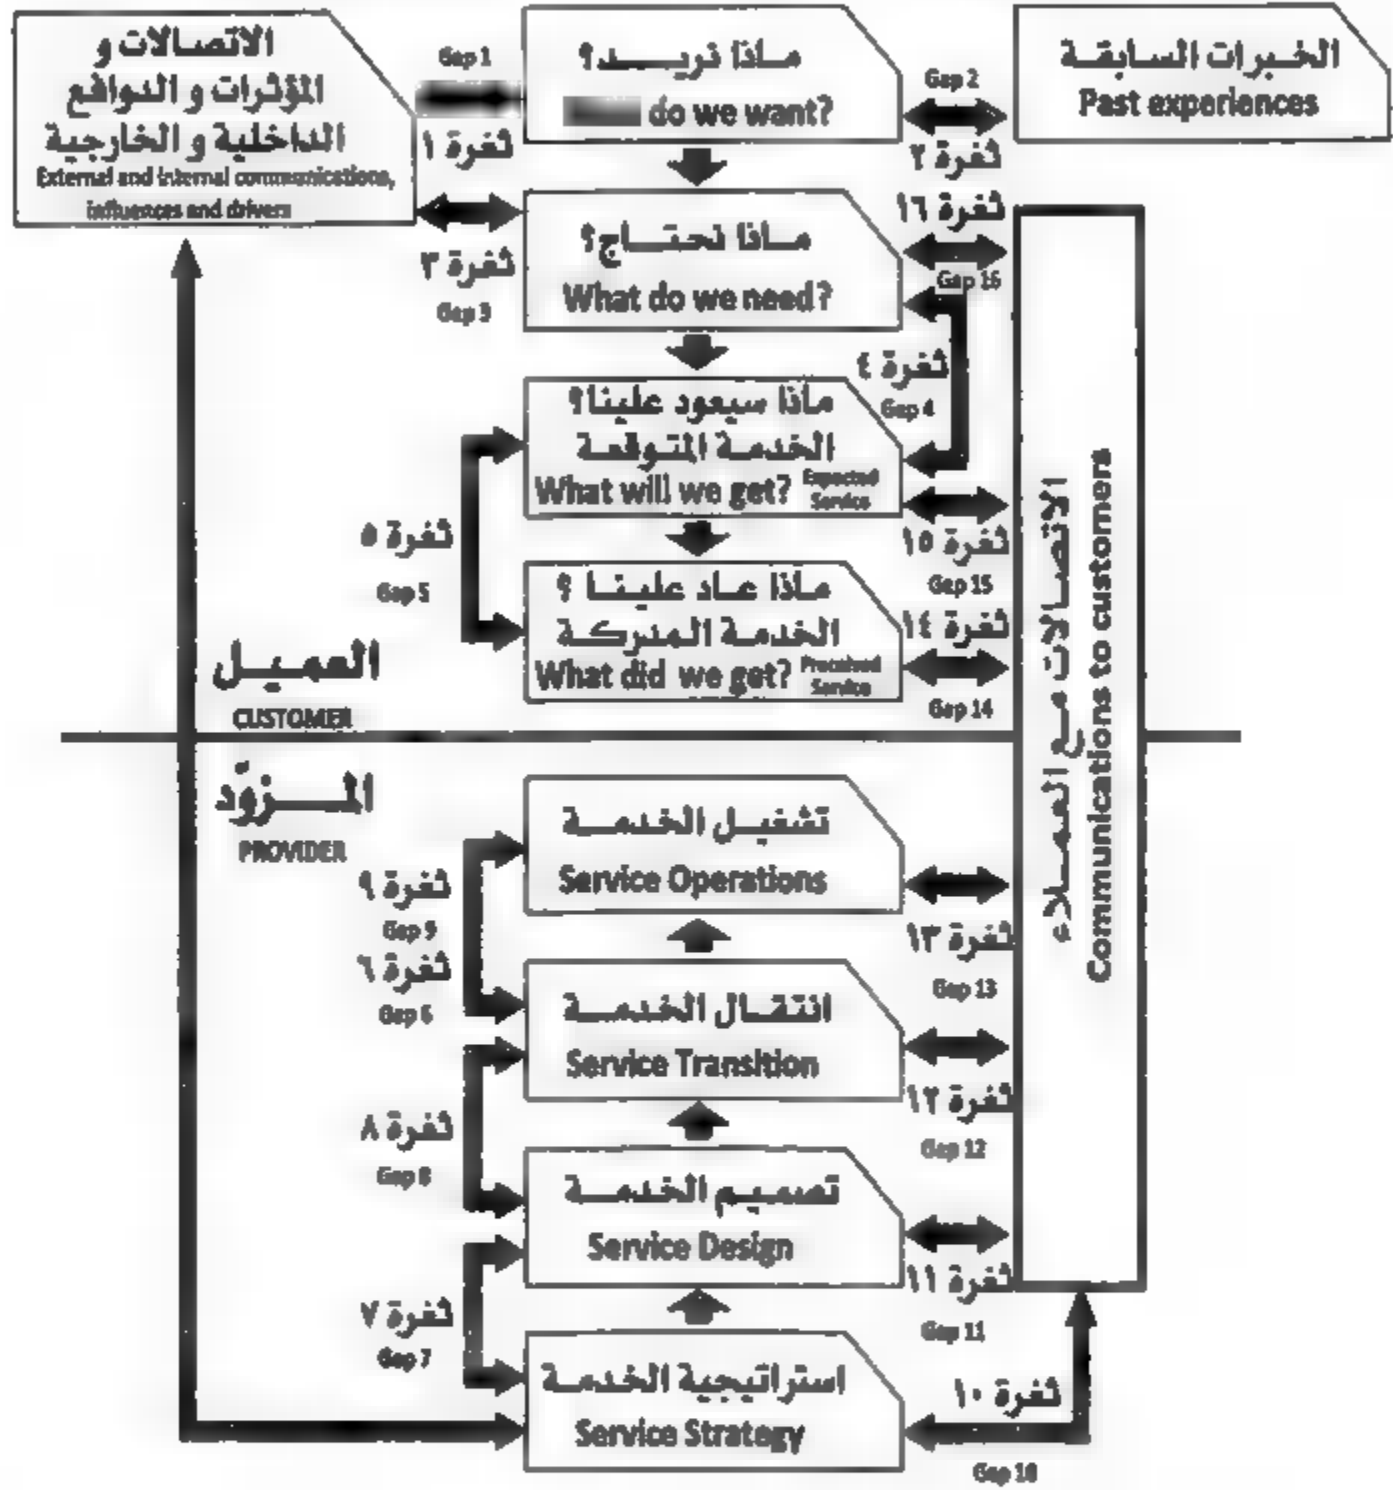 الاتصالات و
المؤثرات و الدوافع
الداخلية و الخارجية
External and internal communications,
influences and drivers
Gap 1
ثغرة ١
ماذا نريد؟
do we want?
Gap 2
ثغرة ٢
الخبرات السابقة
Past experiences
ثغرة ٣
Gap 3
ماذا نحتاج؟
What do we need?
ثغرة ١٦
Gap 16
ثغرة ٤
Gap 4
ماذا سيعود علينا؟
الخدمة المتوقعة
What will we get? Expected
Service
ثغرة ٥
Gap 5
ثغرة ١٥
Gap 15
ماذا عاد علينا ؟
الخدمة المدركة
What did we get? Preceived
Service
ثغرة ١٤
Gap 14
العميل
CUSTOMER
المزوّد
PROVIDER
الاتصالات مع العملاء
Communications to customers
تشغيل الخدمة
Service Operations
ثغرة ٩
Gap 9
ثغرة ٦
Gap 6
ثغرة ١٣
Gap 13
انتقال الخدمة
Service Transition
ثغرة ١٢
Gap 12
ثغرة ٨
Gap 8
تصميم الخدمة
Service Design
ثغرة ١١
Gap 11
ثغرة ٧
Gap 7
استراتيجية الخدمة
Service Strategy
ثغرة ١٠
Gap 10